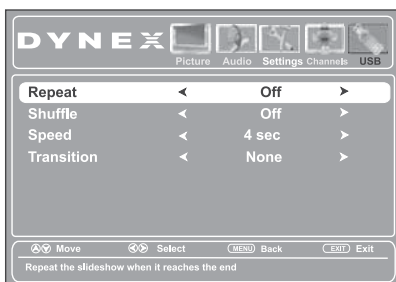 DYNEX
Picture Audio Settings Channels USB
Repeat Off
Shuffle Off
Speed 4 sec
Transition None
Move Select MENU Back EXIT Exit
Repeat the slideshow when it reaches the end